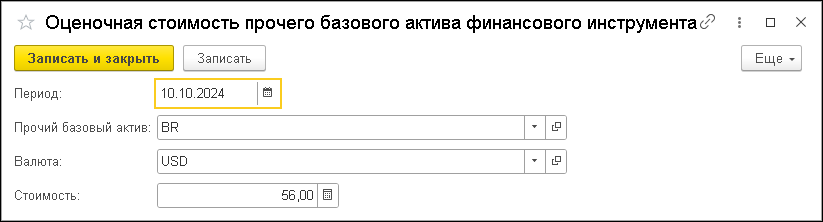 Оценочная стоимость прочего базового актива финансового инструмента
Записать и закрыть Записать Еще
Период: 10.10.2024
Прочий базовый актив: BR
Валюта: USD
Стоимость: 56,00